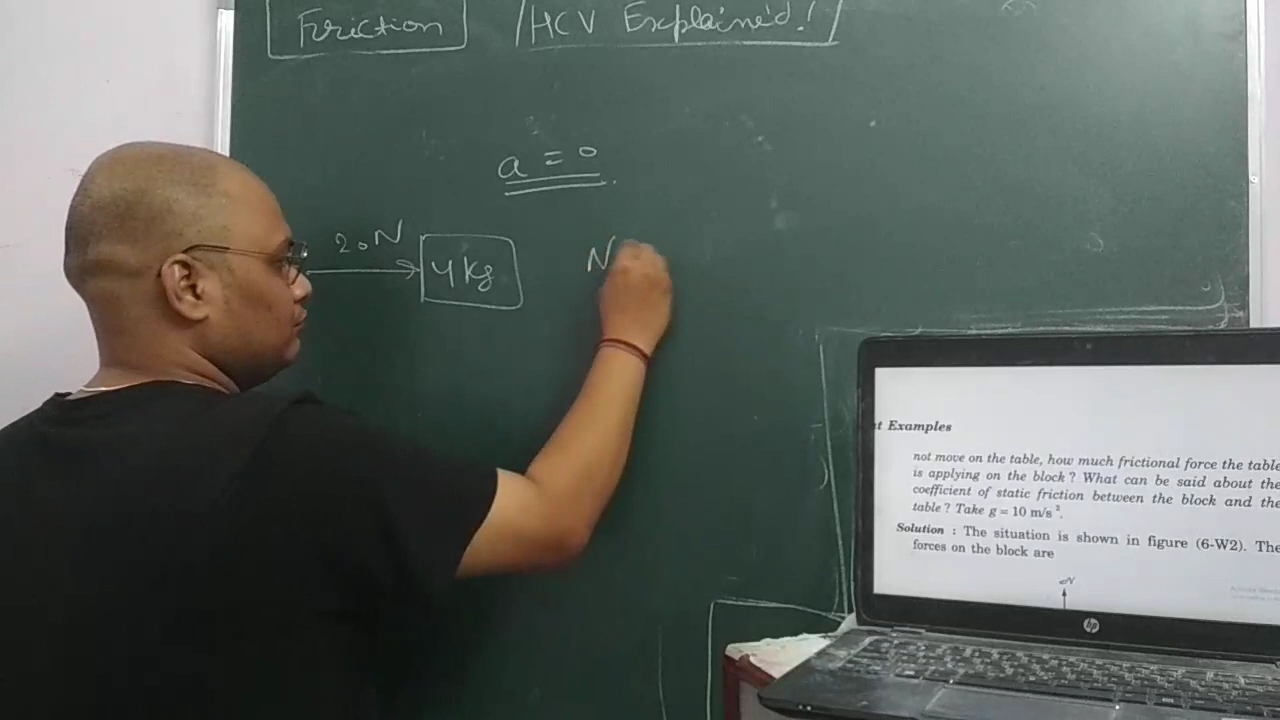 Friction /HCV Explained!/
a = 0
20N
4 Kg
N
t Examples
not move on the table, how much frictional force the table
is applying on the block ? What can be said about the
coefficient of static friction between the block and the
table ? Take g = 10 m/s ².
Solution : The situation is shown in figure (6-W2). The
forces on the block are
N
hp